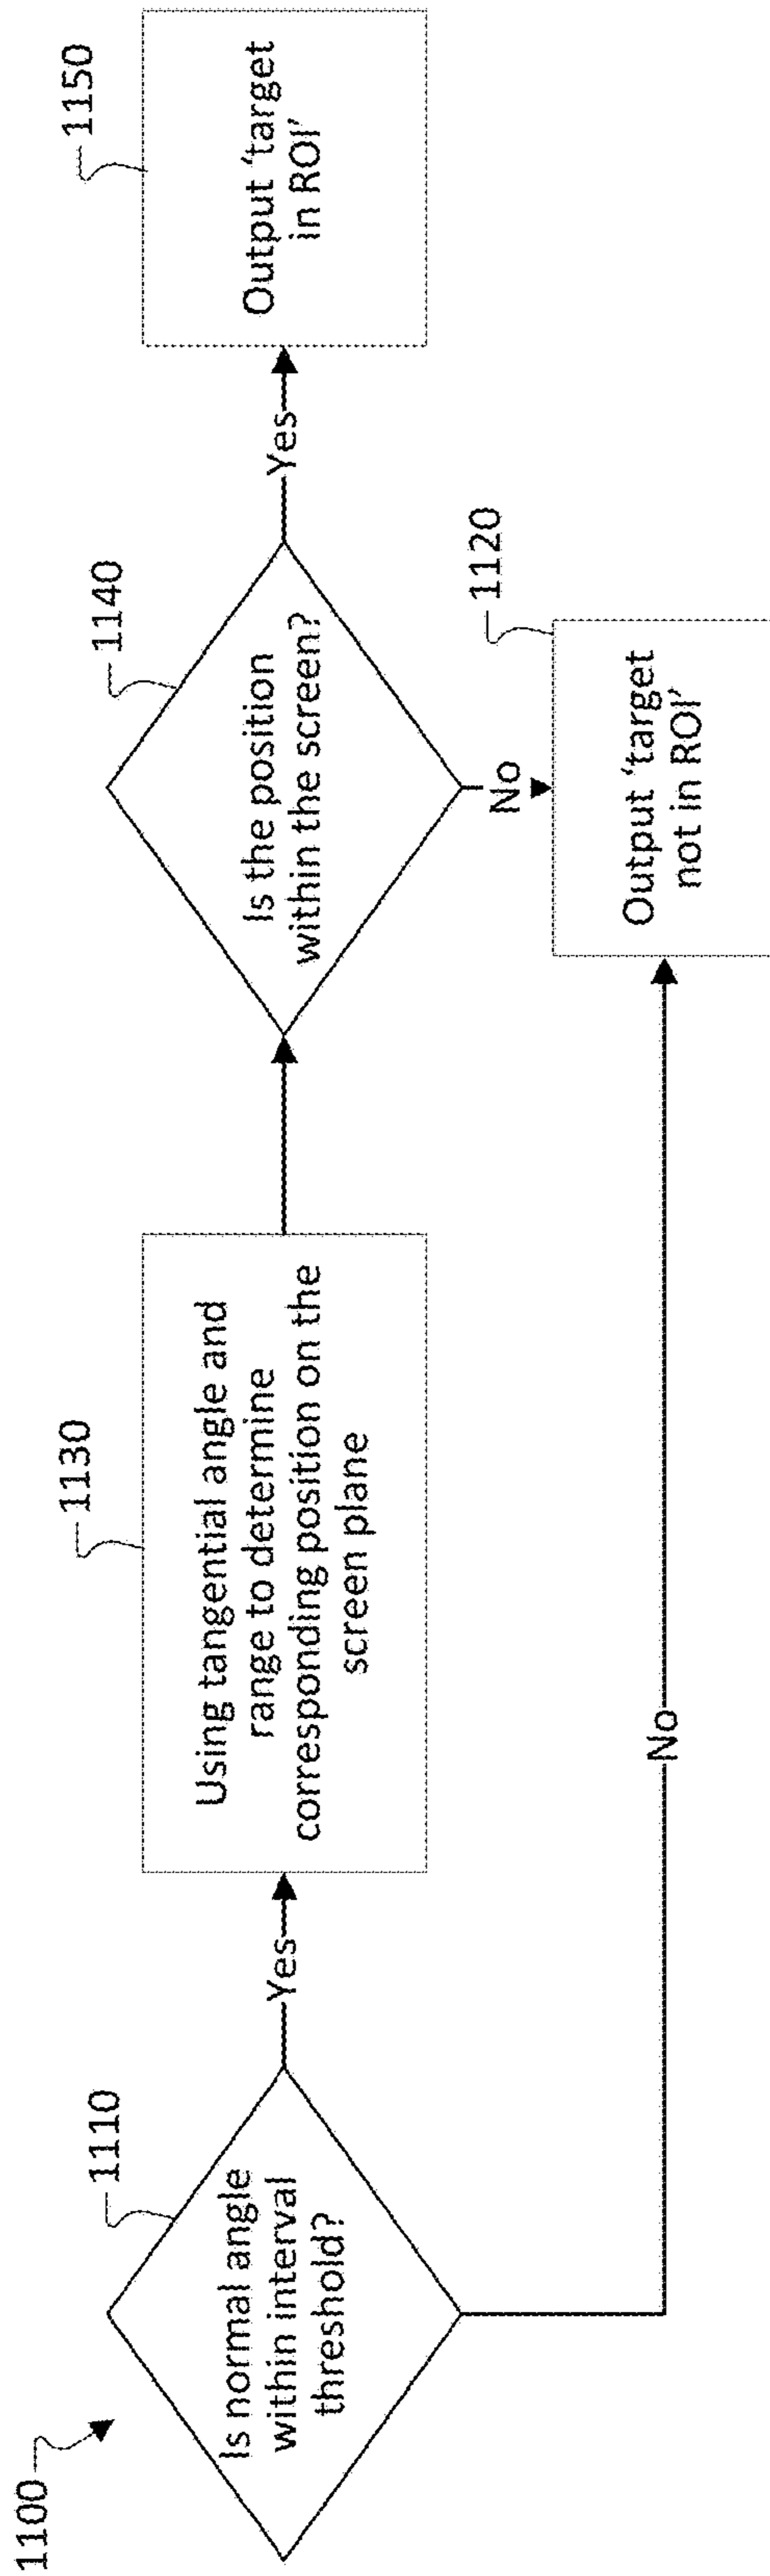 1100
1110
Is normal angle
within interval
threshold?
Yes
No
1130
Using tangential angle and
range to determine
corresponding position on the
screen plane
1140
Is the position
within the screen?
Yes
No
1150
Output ‘target
in ROI’
1120
Output ‘target
not in ROI’